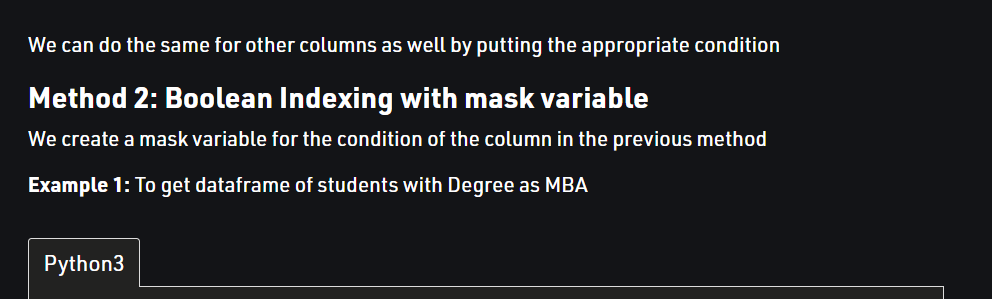 We can do the same for other columns as well by putting the appropriate condition
Method 2: Boolean Indexing with mask variable
We create a mask variable for the condition of the column in the previous method
Example 1: To get dataframe of students with Degree as MBA
Python3